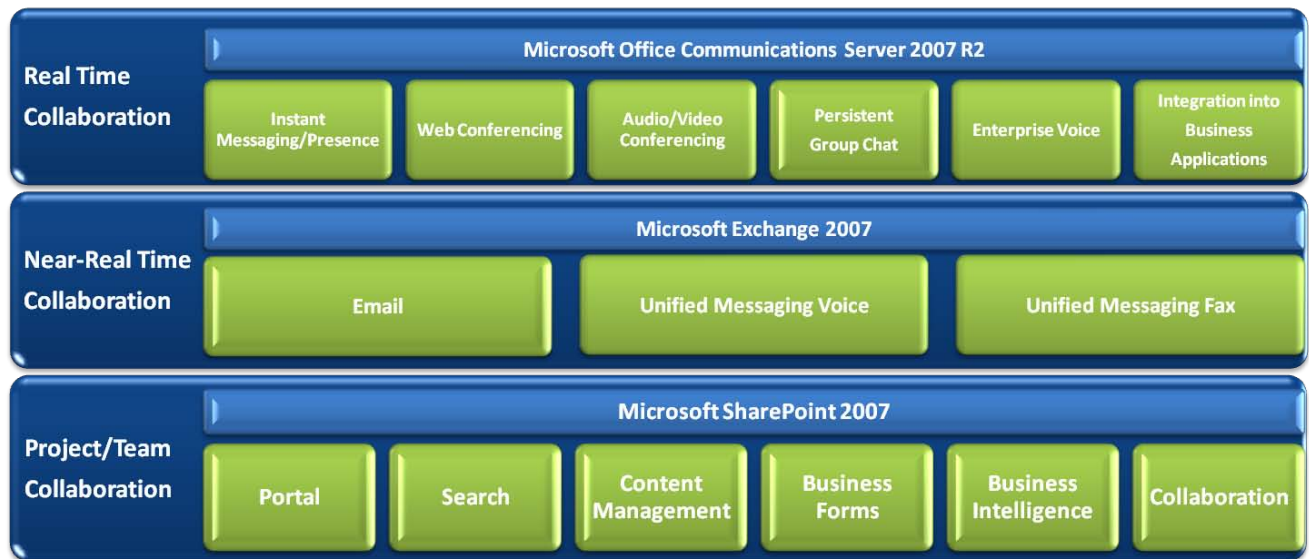 Real Time
Collaboration
Microsoft Office Communications Server 2007 R2
Instant
Messaging/Presence
Web Conferencing
Audio/Video
Conferencing
Persistent
Group Chat
Enterprise Voice
Integration into
Business
Applications
Near-Real Time
Collaboration
Microsoft Exchange 2007
Email
Unified Messaging Voice
Unified Messaging Fax
Project/Team
Collaboration
Microsoft SharePoint 2007
Portal
Search
Content
Management
Business
Forms
Business
Intelligence
Collaboration